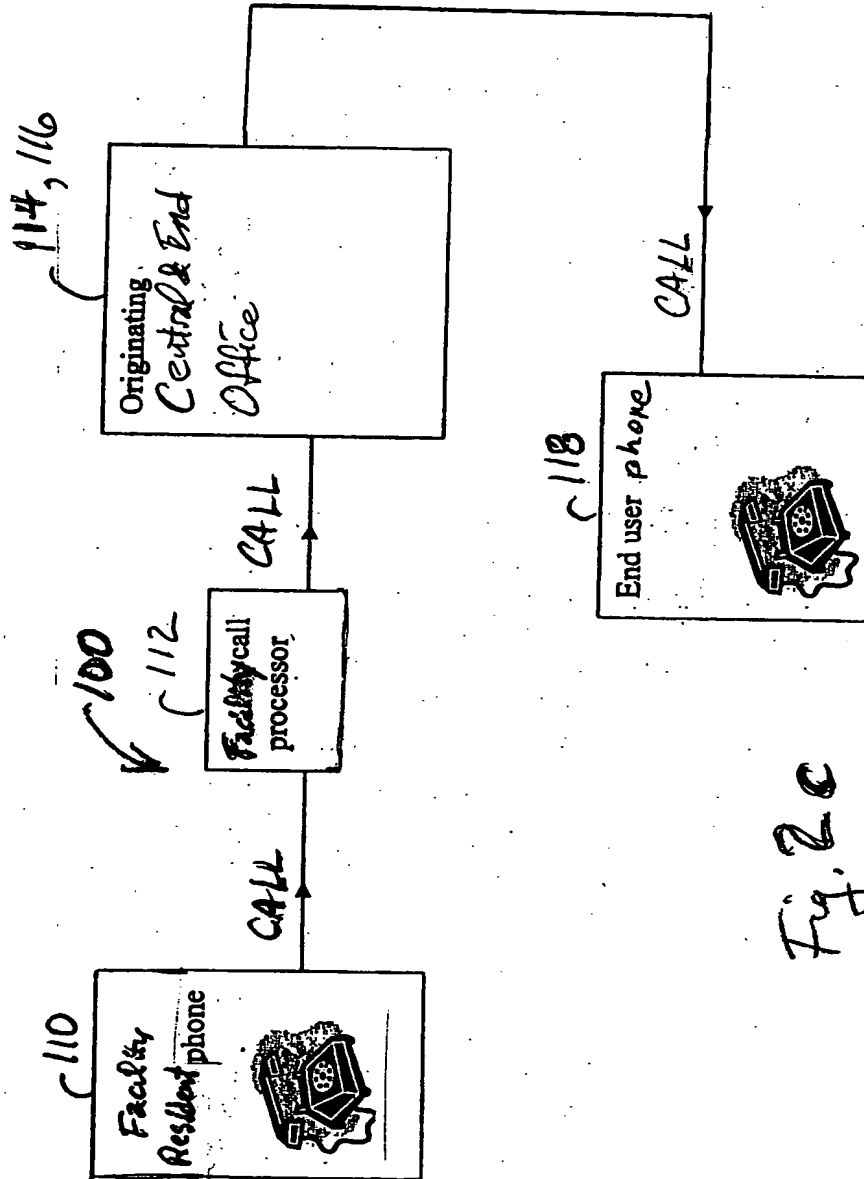 100
110
Facility
Resident phone
CALL
112
Facility call
processor
CALL
114, 116
Originating
Central & End
Office
CALL
118
End user phone
Fig. 2c